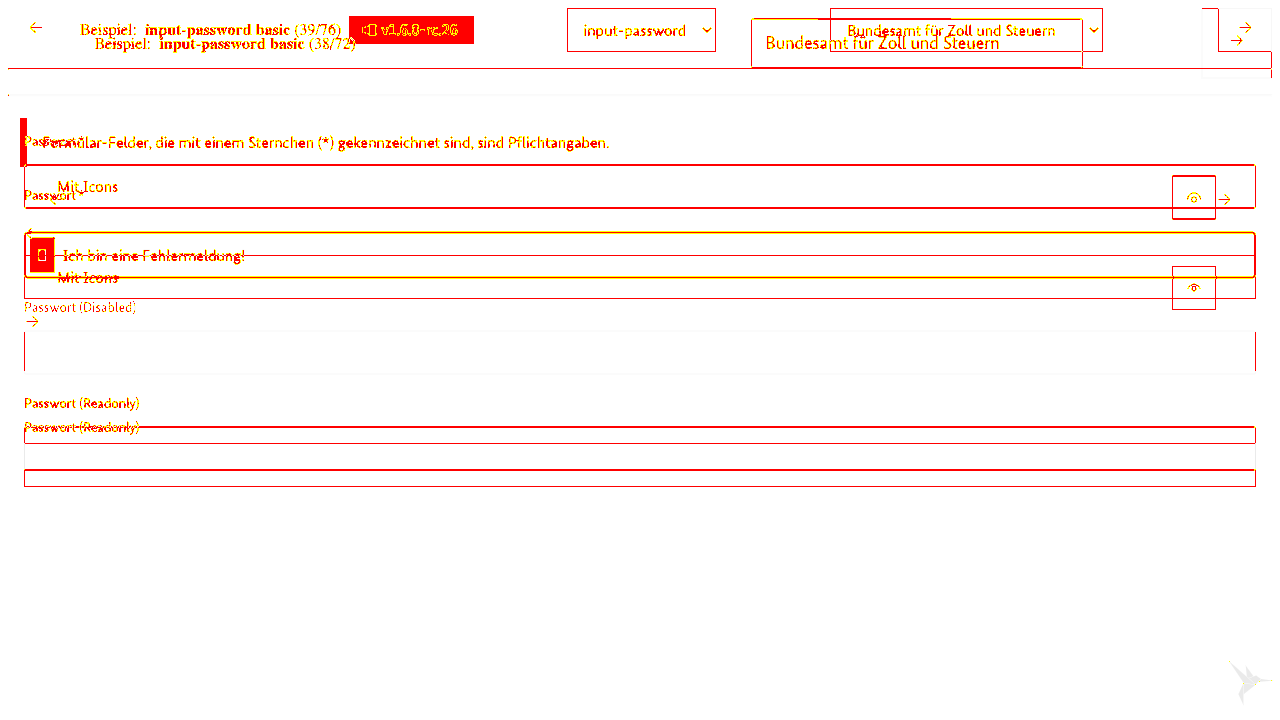 Beispiel: input-password basic (39/76) v1.6.0-rc.26 input-password Bundesamt für Zoll und Steuern
Beispiel: input-password basic (38/72) Bundesamt für Zoll und Steuern
Passwort *
Formular-Felder, die mit einem Sternchen (*) gekennzeichnet sind, sind Pflichtangaben.
Mit Icons
Passwort *
Ich bin eine Fehlermeldung!
Mit Icons
Passwort (Disabled)
Passwort (Readonly)
Passwort (Readonly)